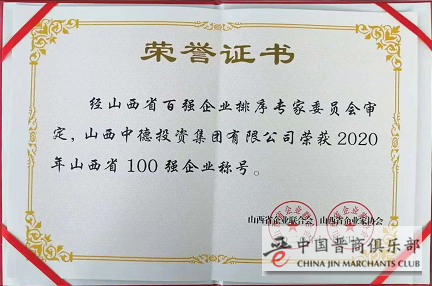 荣誉证书
经山西省百强企业排序专家委员会审
定，山西中德投资集团有限公司荣获2020
年山西省100强企业称号。
山西省企业联合会 山西省企业家协会
中国晋商俱乐部
CHINA JIN MERCHANTS CLUB